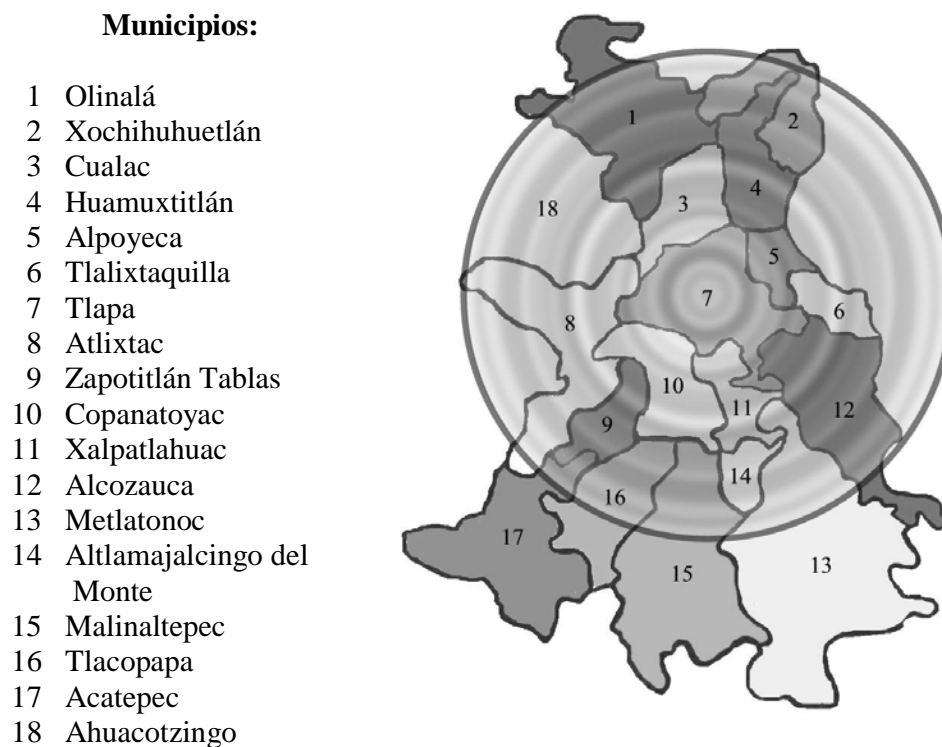 Municipios:
1 Olinalá
2 Xochihuhuetlán
3 Cualac
4 Huamuxtitlán
5 Alpoyeca
6 Tlalixtaquilla
7 Tlapa
8 Atlixtac
9 Zapotitlán Tablas
10 Copanatoyac
11 Xalpatlahuac
12 Alcozauca
13 Metlatonoc
14 Altlamajalcingo del
Monte
15 Malinaltepec
16 Tlacopapa
17 Acatepec
18 Ahuacotzingo
1
2
3
4
18
5
7
6
8
10
11
12
9
14
16
17
15
13